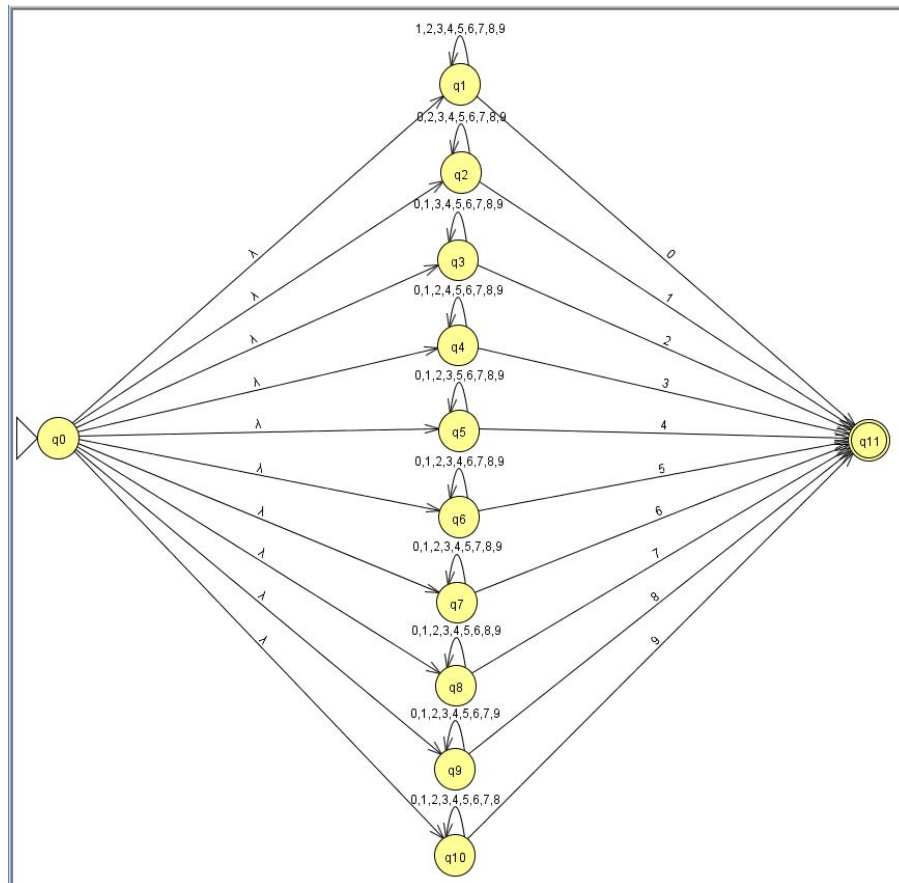 1,2,3,4,5,6,7,8,9
q1
0,2,3,4,5,6,7,8,9
q2
0,1,3,4,5,6,7,8,9
λ
0
q3
λ
1
0,1,2,4,5,6,7,8,9
λ
2
q4
λ
3
0,1,2,3,5,6,7,8,9
q0
λ
q5
4
q11
0,1,2,3,4,6,7,8,9
λ
5
q6
λ
6
0,1,2,3,4,5,7,8,9
λ
7
q7
λ
8
0,1,2,3,4,5,6,8,9
λ
9
q8
0,1,2,3,4,5,6,7,9
q9
0,1,2,3,4,5,6,7,8
q10